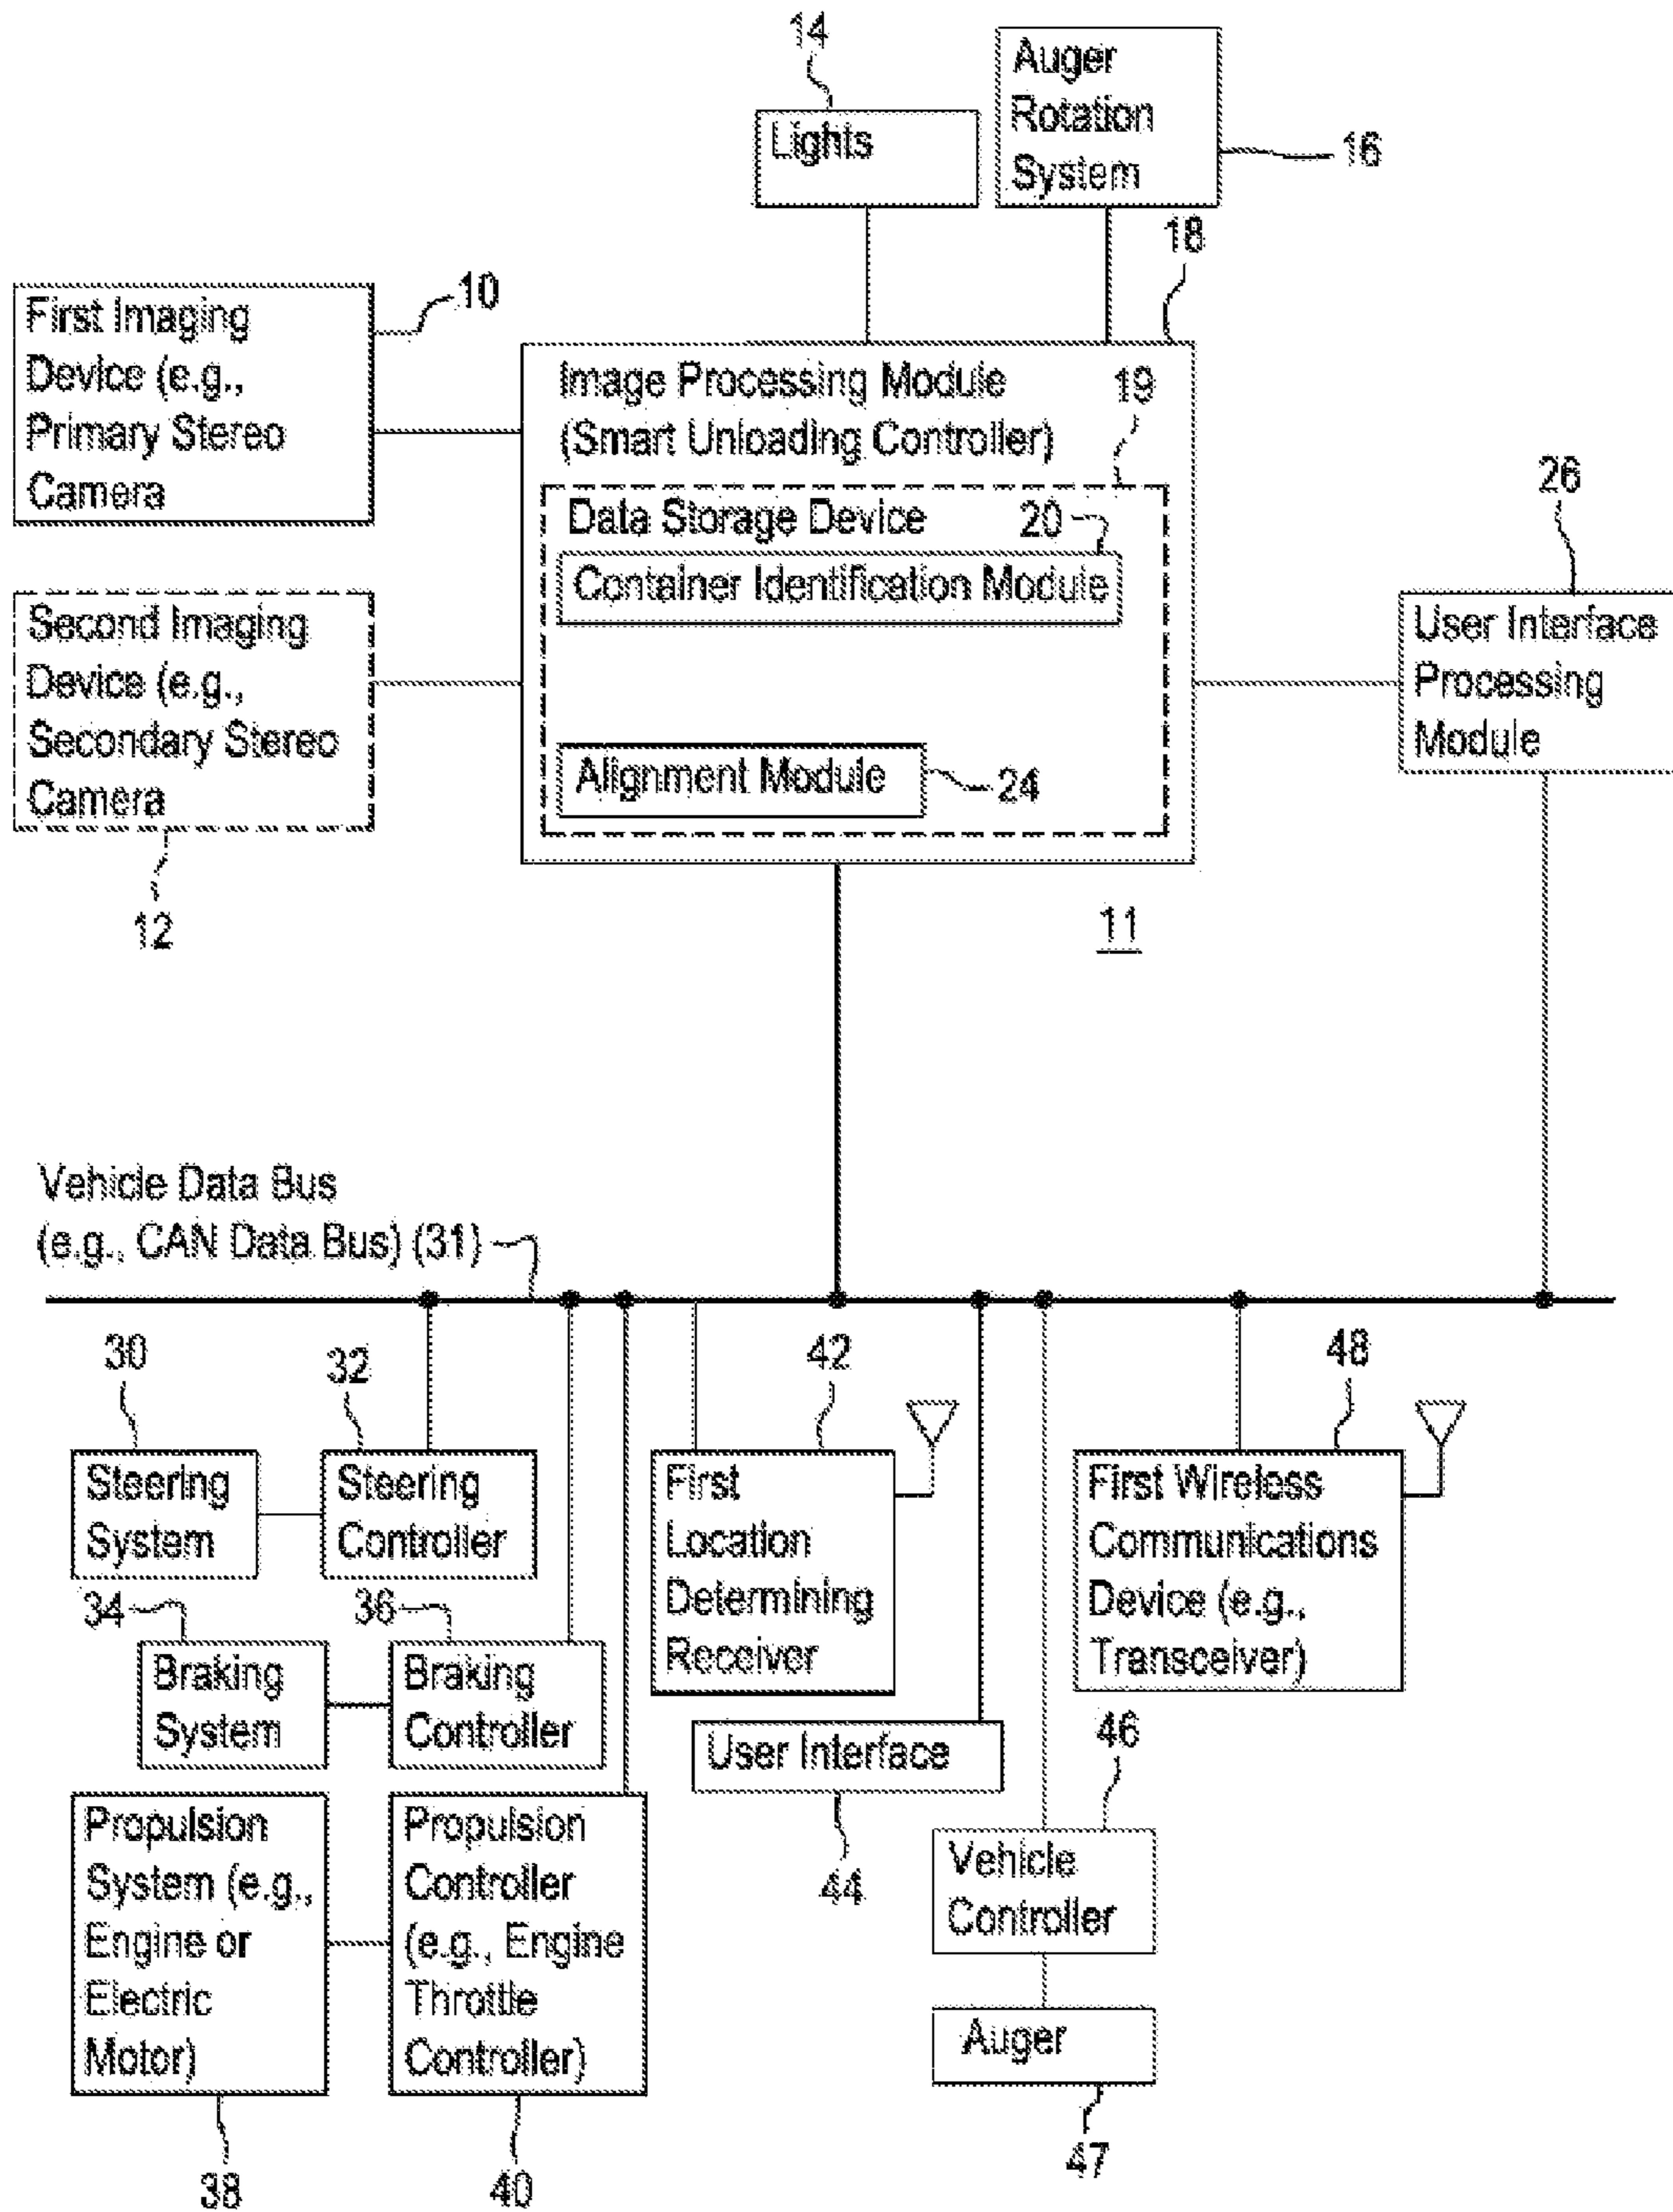 14
Lights
Auger
Rotation
System
16
18
10
First Imaging
Device (e.g.,
Primary Stereo
Camera
Image Processing Module
(Smart Unloading Controller)
19
Data Storage Device
20
Container Identification Module
Alignment Module
24
26
User Interface
Processing
Module
Second Imaging
Device (e.g.,
Secondary Stereo
Camera
12
11
Vehicle Data Bus
(e.g., CAN Data Bus) (31)
30
Steering
System
32
Steering
Controller
34
Braking
System
36
Braking
Controller
Propulsion
System (e.g.,
Engine or
Electric
Motor)
38
Propulsion
Controller
(e.g., Engine
Throttle
Controller)
40
42
First
Location
Determining
Receiver
User Interface
44
48
First Wireless
Communications
Device (e.g.,
Transceiver)
46
Vehicle
Controller
Auger
47